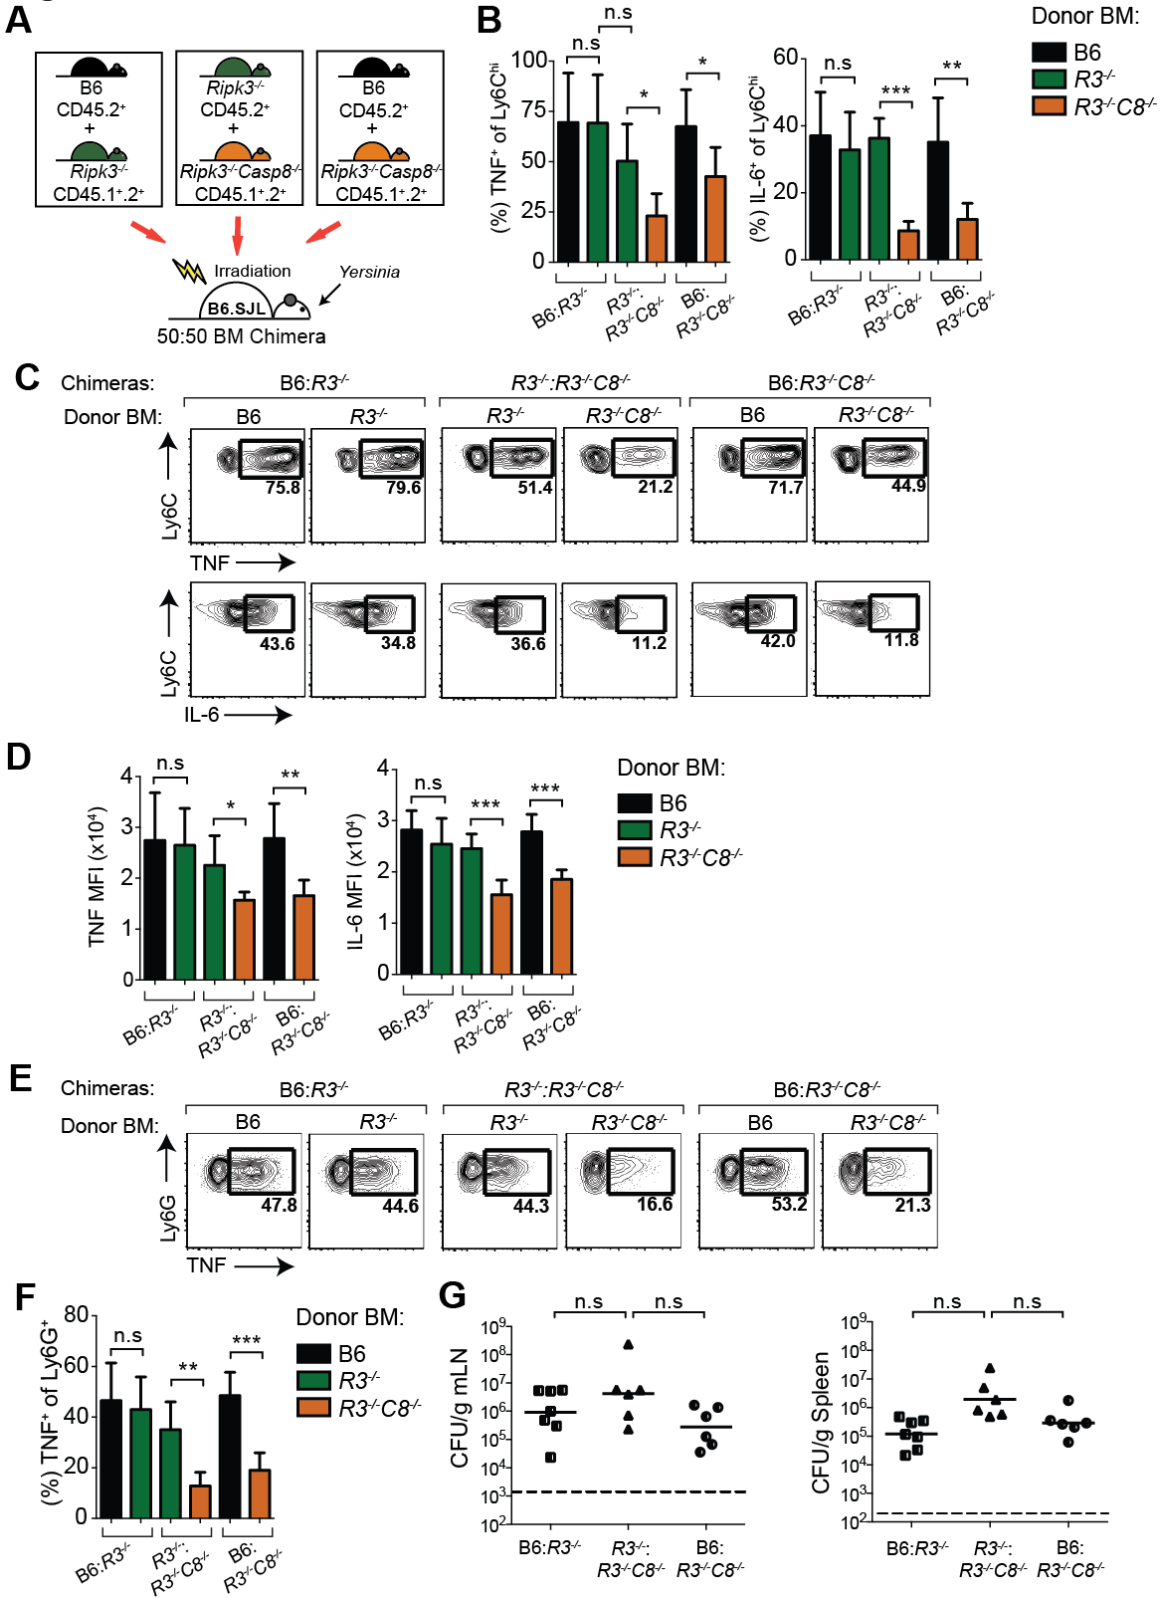 A
B6
CD45.2⁺
+
Ripk3⁻/⁻
CD45.1⁺.2⁺
Ripk3⁻/⁻
CD45.2⁺
+
Ripk3⁻/⁻Casp8⁻/⁻
CD45.1⁺.2⁺
B6
CD45.2⁺
+
Ripk3⁻/⁻Casp8⁻/⁻
CD45.1⁺.2⁺
Irradiation
Yersinia
B6.SJL
50:50 BM Chimera
B
(%) TNF⁺ of Ly6Cʰⁱ
100
75
50
25
0
n.s
n.s
*
*
B6:R3⁻/⁻
R3⁻/⁻:
R3⁻/⁻C8⁻/⁻
B6:
R3⁻/⁻C8⁻/⁻
(%) IL-6⁺ of Ly6Cʰⁱ
60
40
20
0
n.s
***
**
B6:R3⁻/⁻
R3⁻/⁻:
R3⁻/⁻C8⁻/⁻
B6:
R3⁻/⁻C8⁻/⁻
Donor BM:
B6
R3⁻/⁻
R3⁻/⁻C8⁻/⁻
C
Chimeras: B6:R3⁻/⁻ R3⁻/⁻:R3⁻/⁻C8⁻/⁻ B6:R3⁻/⁻C8⁻/⁻
Donor BM: B6 R3⁻/⁻ R3⁻/⁻ R3⁻/⁻C8⁻/⁻ B6 R3⁻/⁻C8⁻/⁻
Ly6C
75.8 79.6 51.4 21.2 71.7 44.9
TNF
Ly6C
43.6 34.8 36.6 11.2 42.0 11.8
IL-6
D
TNF MFI (x10⁴)
4
3
2
1
0
n.s
*
**
B6:R3⁻/⁻
R3⁻/⁻:
R3⁻/⁻C8⁻/⁻
B6:
R3⁻/⁻C8⁻/⁻
IL-6 MFI (x10⁴)
4
3
2
1
0
n.s
***
***
B6:R3⁻/⁻
R3⁻/⁻:
R3⁻/⁻C8⁻/⁻
B6:
R3⁻/⁻C8⁻/⁻
Donor BM:
B6
R3⁻/⁻
R3⁻/⁻C8⁻/⁻
E
Chimeras: B6:R3⁻/⁻ R3⁻/⁻:R3⁻/⁻C8⁻/⁻ B6:R3⁻/⁻C8⁻/⁻
Donor BM: B6 R3⁻/⁻ R3⁻/⁻ R3⁻/⁻C8⁻/⁻ B6 R3⁻/⁻C8⁻/⁻
Ly6G
47.8 44.6 44.3 16.6 53.2 21.3
TNF
F
(%) TNF⁺ of Ly6G⁺
80
60
40
20
0
n.s
**
***
B6:R3⁻/⁻
R3⁻/⁻:
R3⁻/⁻C8⁻/⁻
B6:
R3⁻/⁻C8⁻/⁻
Donor BM:
B6
R3⁻/⁻
R3⁻/⁻C8⁻/⁻
G
CFU/g mLN
10⁹
10⁸
10⁷
10⁶
10⁵
10⁴
10³
10²
n.s
n.s
B6:R3⁻/⁻
R3⁻/⁻:
R3⁻/⁻C8⁻/⁻
B6:
R3⁻/⁻C8⁻/⁻
CFU/g Spleen
10⁹
10⁸
10⁷
10⁶
10⁵
10⁴
10³
10²
n.s
n.s
B6:R3⁻/⁻
R3⁻/⁻:
R3⁻/⁻C8⁻/⁻
B6:
R3⁻/⁻C8⁻/⁻